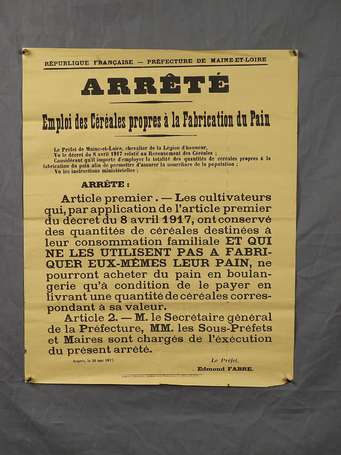 RÉPUBLIQUE FRANÇAISE. — PRÉFECTURE DE MAINE-ET-LOIRE
ARRÊTÉ
Emploi des Céréales propres à la Fabrication du Pain
Le Préfet de Maine-et-Loire, chevalier de la Légion d'honneur,
Vu le décret du 8 avril 1917 relatif au Recensement des Céréales ;
Considérant qu'il importe d'employer la totalité des quantités de céréales propres à la
fabrication du pain afin de permettre d'assurer la nourriture de la population ;
Vu les instructions ministérielles ;
ARRÊTE :
Article premier. — Les cultivateurs
qui, par application de l'article premier
du décret du 8 avril 1917, ont conservé
des quantités de céréales destinées à
leur consommation familiale ET QUI
NE LES UTILISENT PAS A FABRI-
QUER EUX-MÊMES LEUR PAIN, ne
pourront acheter du pain en boulan-
gerie qu'à condition de le payer en
livrant une quantité de céréales corres-
pondant à sa valeur.
Article 2. — M. le Secrétaire général
de la Préfecture, MM. les Sous-Préfets
et Maires sont chargés de l'exécution
du présent arrêté.
Angers, le 26 mai 1917.
Le Préfet,
Edmond FABRE.